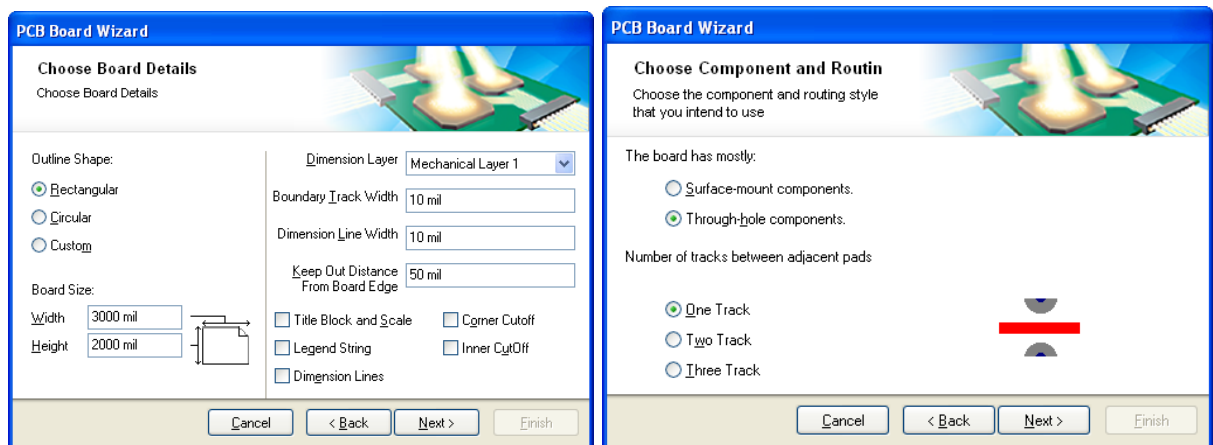 PCB Board Wizard
Choose Board Details
Choose Board Details
Outline Shape:
Rectangular
Circular
Custom
Board Size:
Width 3000 mil
Height 2000 mil
Dimension Layer Mechanical Layer 1
Boundary Track Width 10 mil
Dimension Line Width 10 mil
Keep Out Distance
From Board Edge 50 mil
Title Block and Scale Corner Cutoff
Legend String Inner CutOff
Dimension Lines
Cancel < Back Next > Finish
PCB Board Wizard
Choose Component and Routin
Choose the component and routing style
that you intend to use
The board has mostly:
Surface-mount components.
Through-hole components.
Number of tracks between adjacent pads
One Track
Two Track
Three Track
Cancel < Back Next > Finish